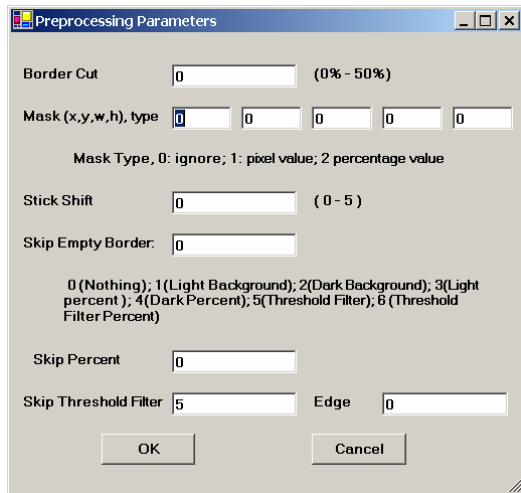 Preprocessing Parameters
Border Cut 0 (0% - 50%)
Mask (x,y,w,h), type 0 0 0 0 0
Mask Type, 0: ignore; 1: pixel value; 2 percentage value
Stick Shift 0 ( 0 - 5 )
Skip Empty Border: 0
0 (Nothing); 1(Light Background); 2(Dark Background); 3(Light
percent ); 4(Dark Percent); 5(Threshold Filter); 6 (Threshold
Filter Percent)
Skip Percent 0
Skip Threshold Filter 5 Edge 0
OK Cancel